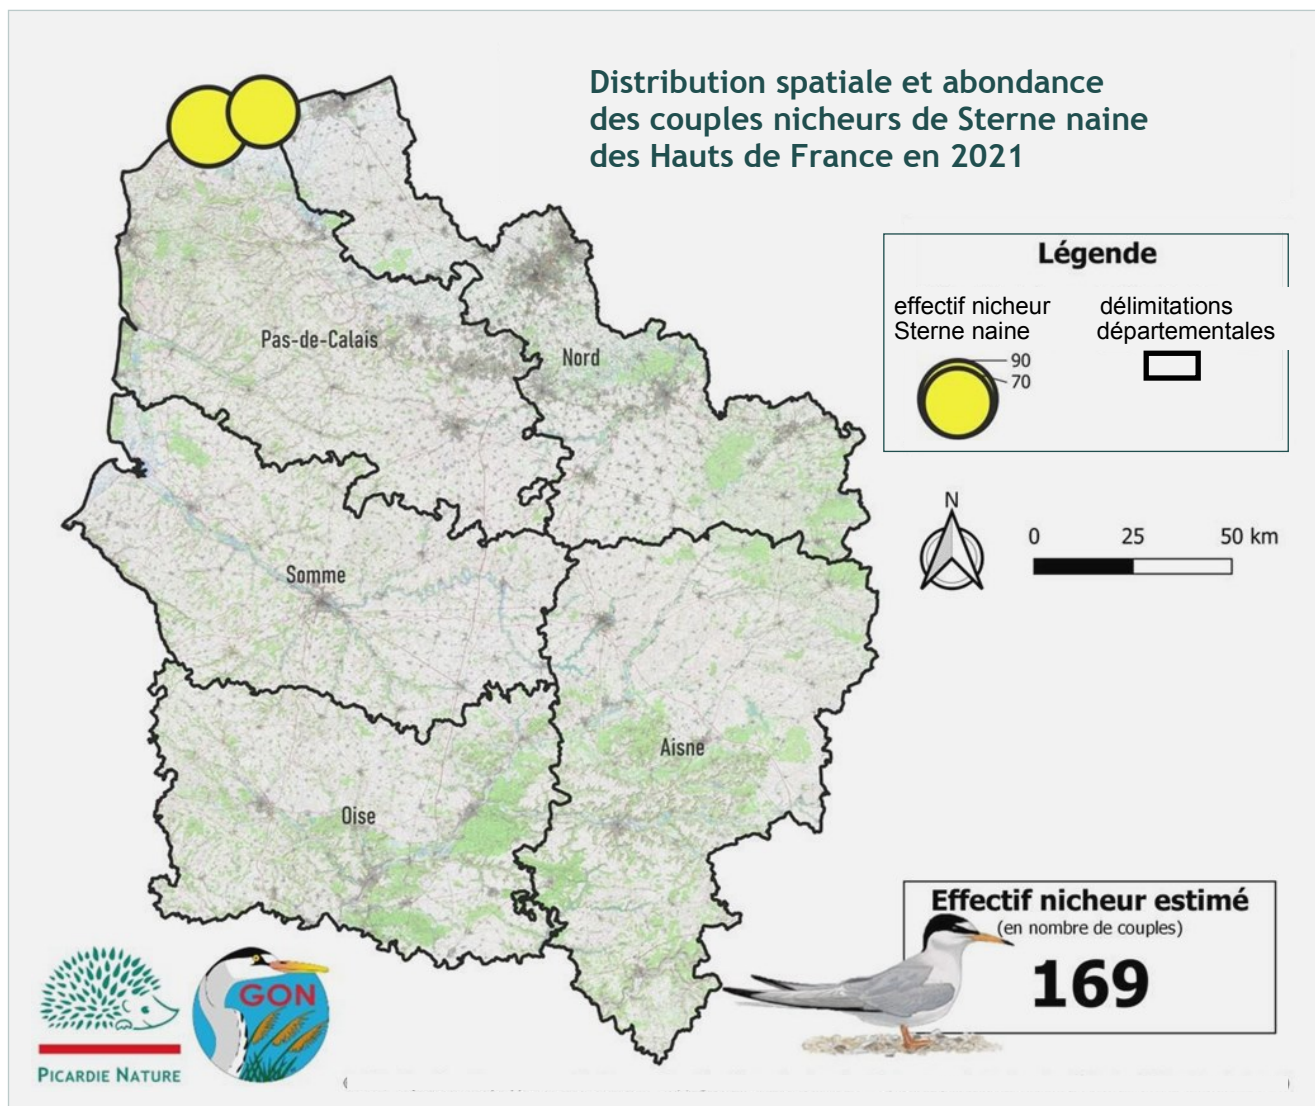 Distribution spatiale et abondance
des couples nicheurs de Sterne naine
des Hauts de France en 2021
Légende
effectif nicheur
Sterne naine
délimitations
départementales
90
70
N
0 25 50 km
Pas-de-Calais
Nord
Somme
Aisne
Oise
Effectif nicheur estimé
(en nombre de couples)
169
GON
PICARDIE NATURE